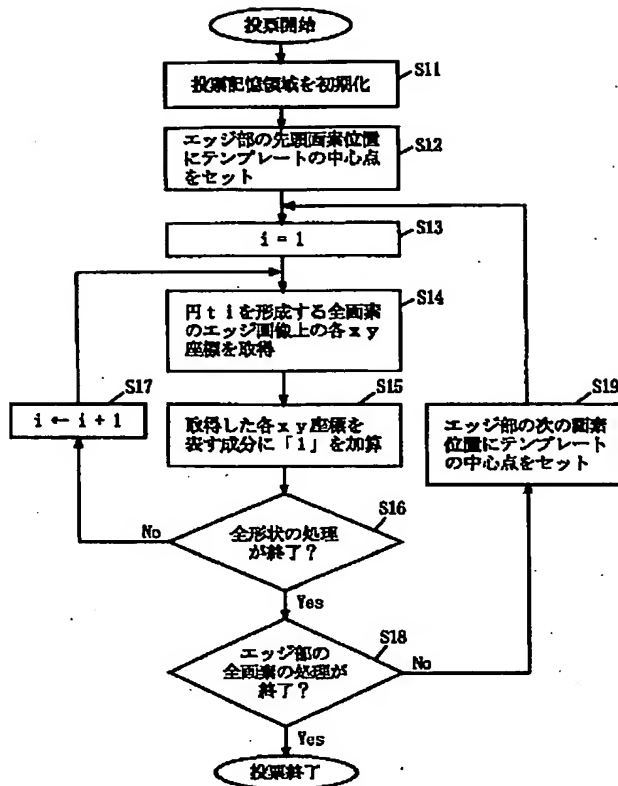 投票開始
S11
投票記憶領域を初期化
S12
エッジ部の先頭画素位置
にテンプレートの中心点
をセット
S13
i = 1
S14
円ｔｉを形成する全画素
のエッジ画像上の各ｘｙ
座標を取得
S17
i ← i + 1
S15
取得した各ｘｙ座標を
表す成分に「1」を加算
S19
エッジ部の次の画素
位置にテンプレート
の中心点をセット
S16
全形状の処理
が終了？
No
Yes
S18
エッジ部の
全画素の処理が
終了？
No
Yes
投票終了